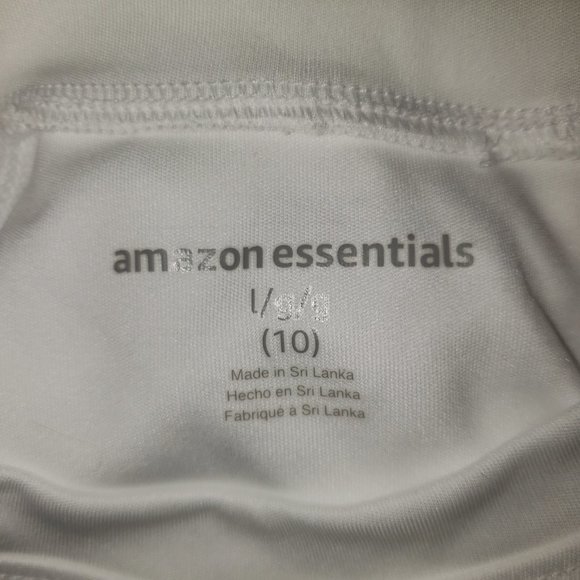 amazon essentials
l/g/g
(10)
Made in Sri Lanka
Hecho en Sri Lanka
Fabriqué à Sri Lanka